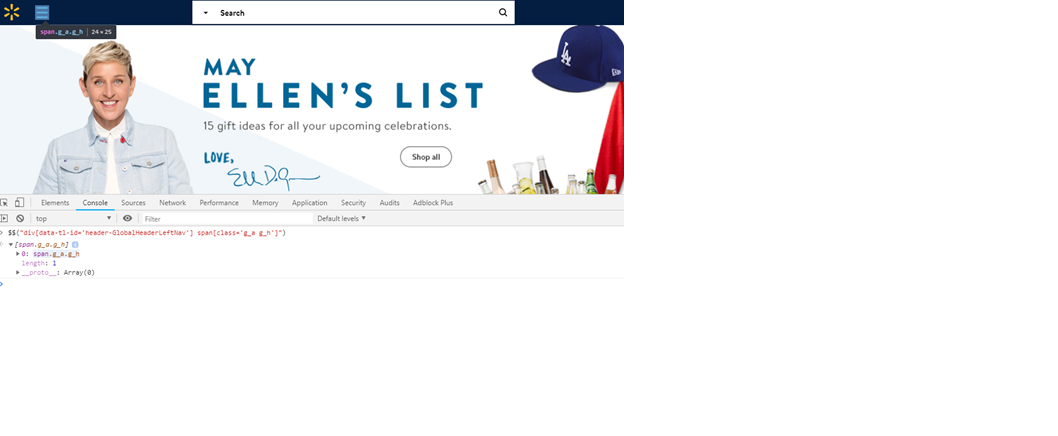 Search
span.g_a.g_h | 24 × 25
MAY
ELLEN'S LIST
15 gift ideas for all your upcoming celebrations.
Shop all
LOVE,
LA
Elements Console Sources Network Performance Memory Application Security Audits Adblock Plus
top ▼ Filter Default levels ▼
> $$("div[data-tl-id='header-GlobalHeaderLeftNav'] span[class='g_a g_h']")
▼[span.g_a.g_h] i
▶0: span.g_a.g_h
length: 1
▶__proto__: Array(0)
>